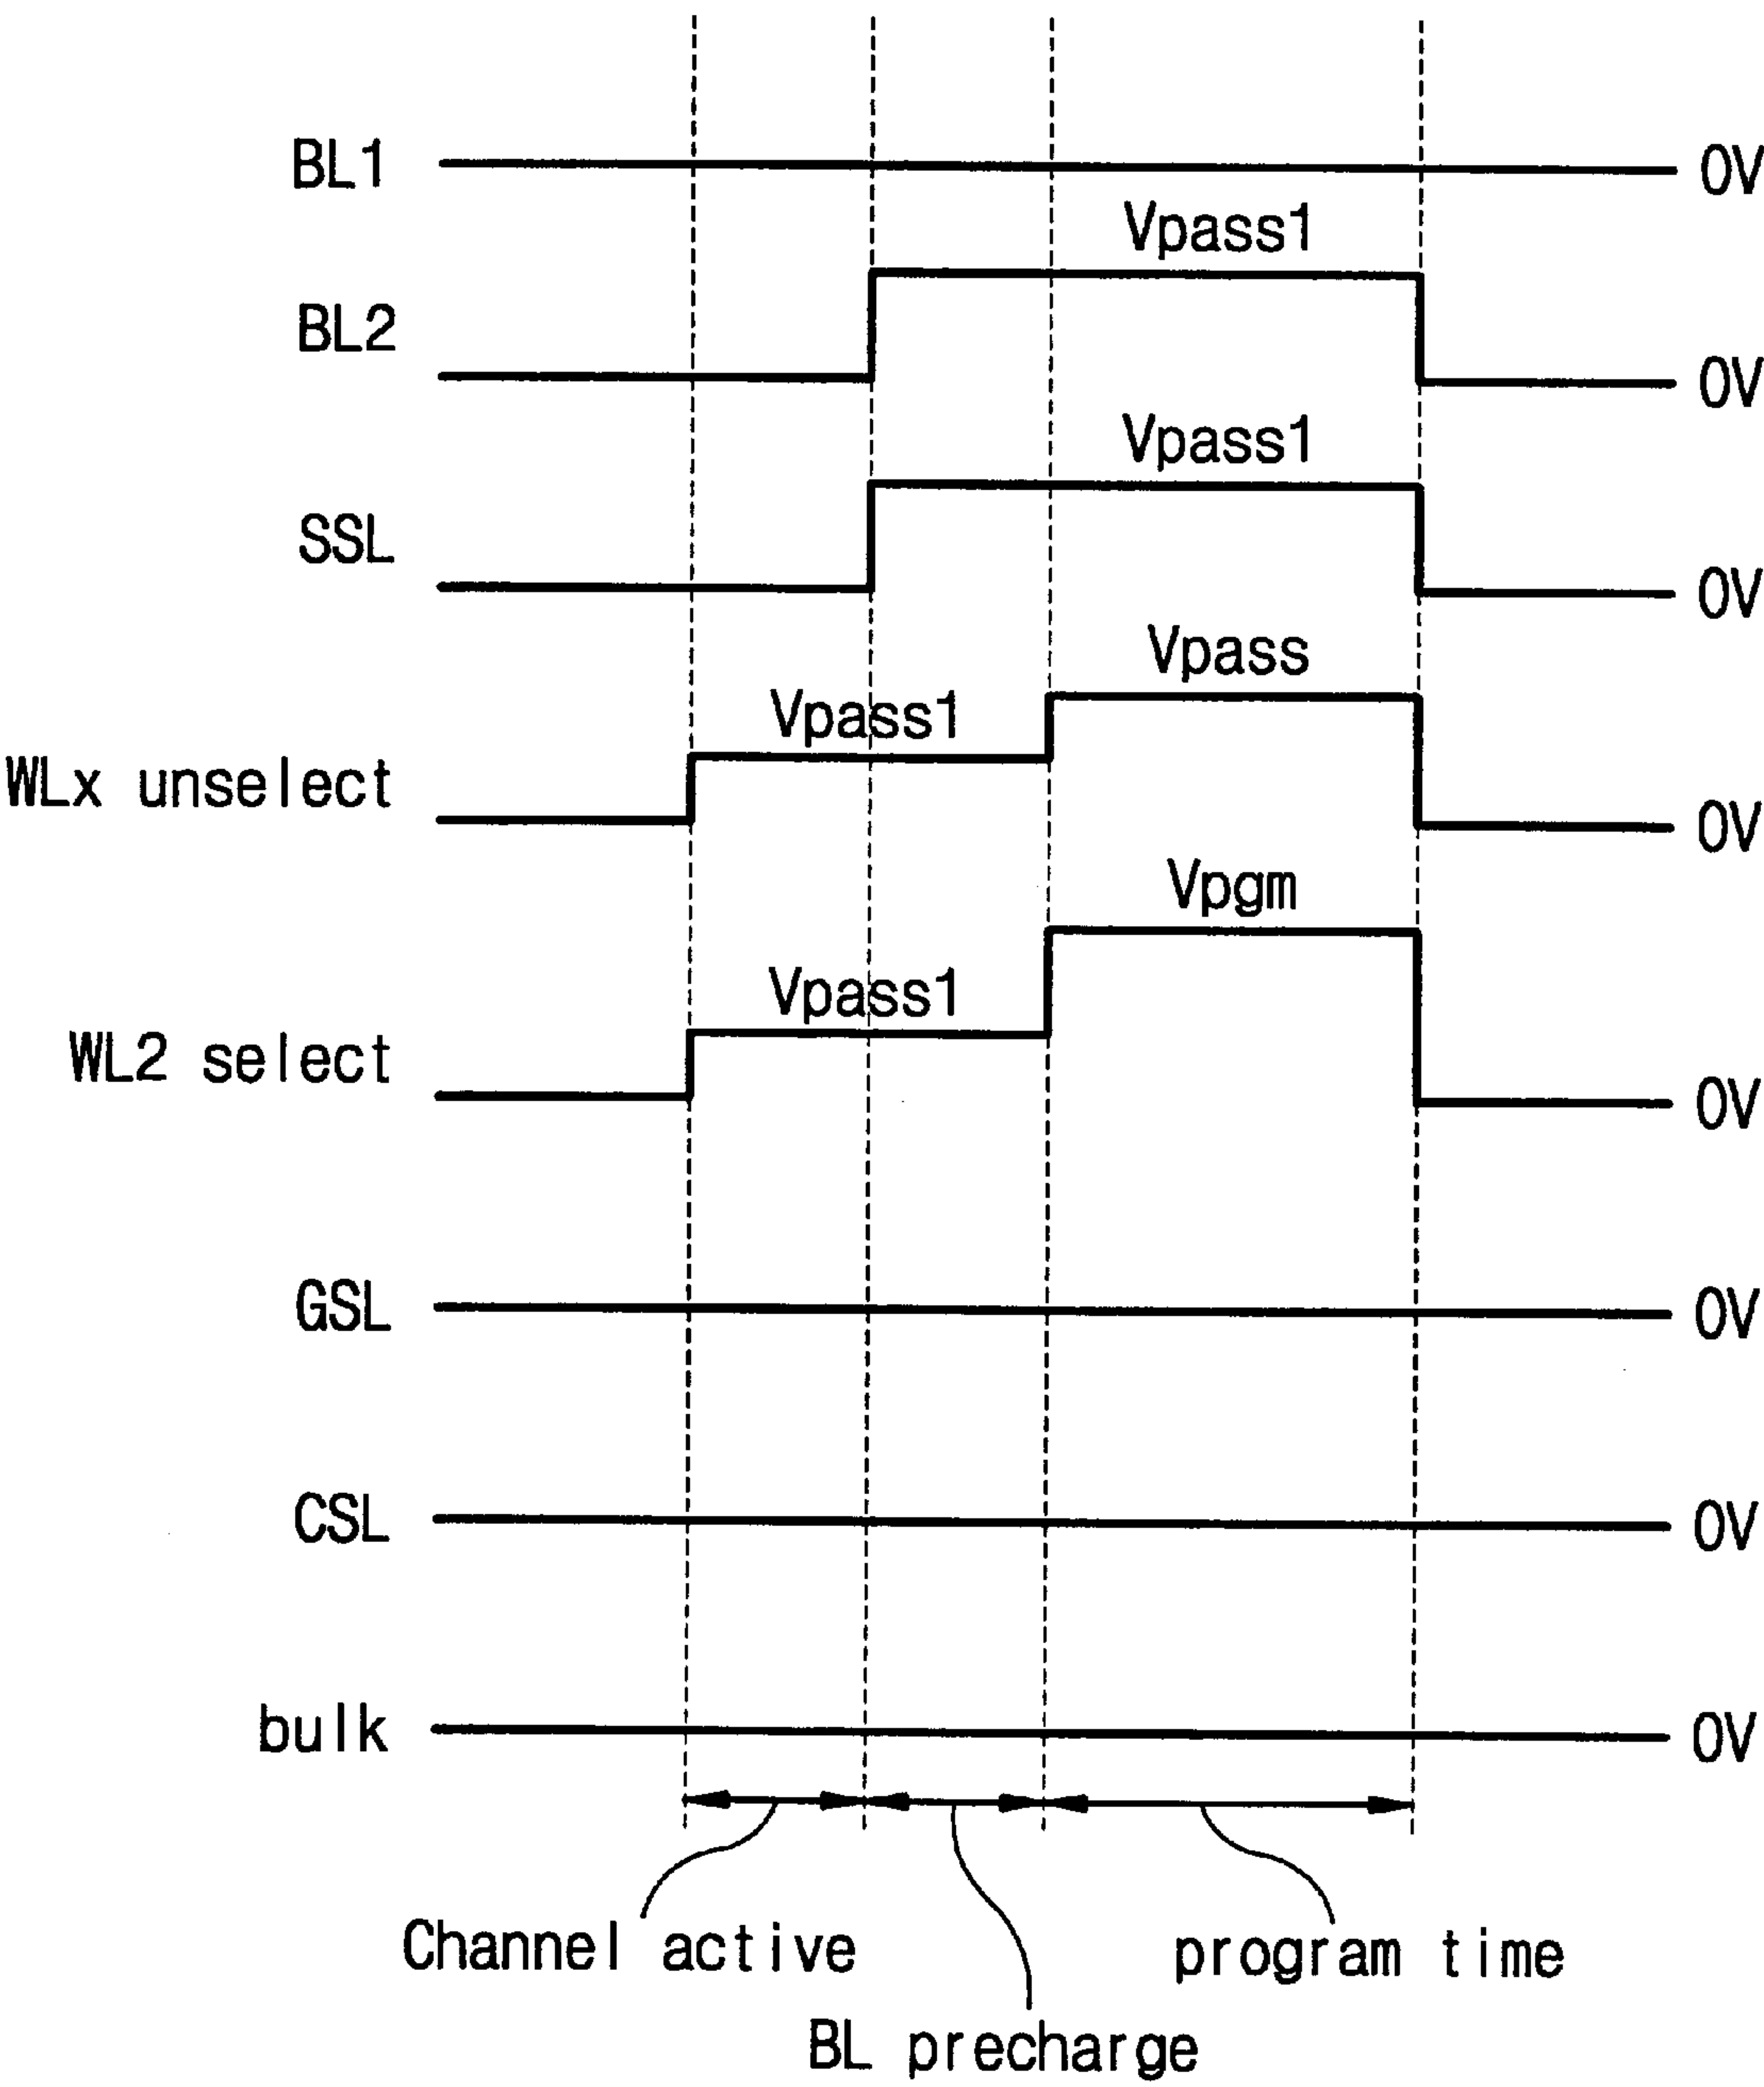 BL1 0V
Vpass1
BL2 0V
Vpass1
SSL 0V
Vpass
Vpass1
WLx unselect 0V
Vpgm
Vpass1
WL2 select 0V
GSL 0V
CSL 0V
bulk 0V
Channel active
program time
BL precharge